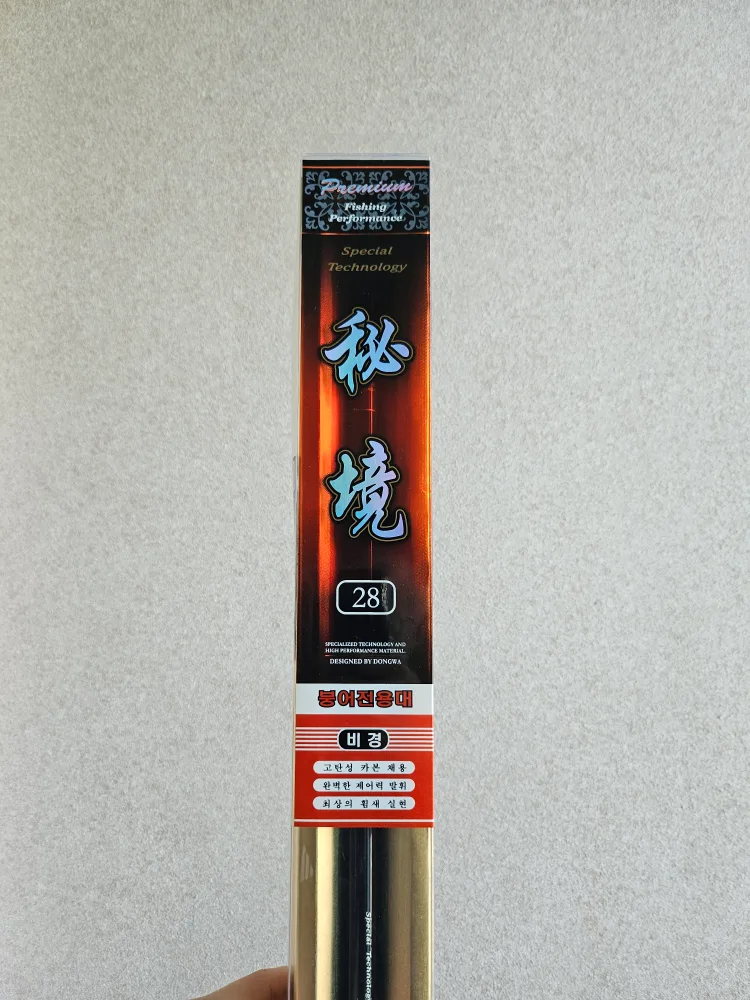 Premium
Fishing
Performance
Special
Technology
秘
境
28
SPECIALIZED TECHNOLOGY AND
HIGH PERFORMANCE MATERIAL.
DESIGNED BY DONGWA
붕어전용대
비경
고탄성 카본 채용
완벽한 제어력 발휘
최상의 휨새 실현
Special Technology